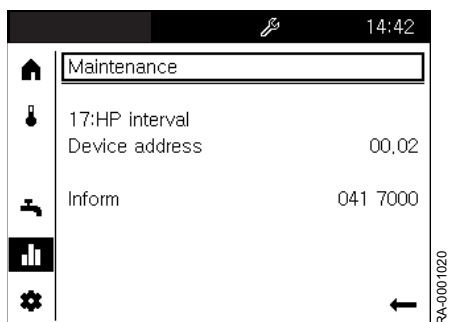 14:42
Maintenance
17:HP interval
Device address 00.02
Inform 041 7000
RA-0001020